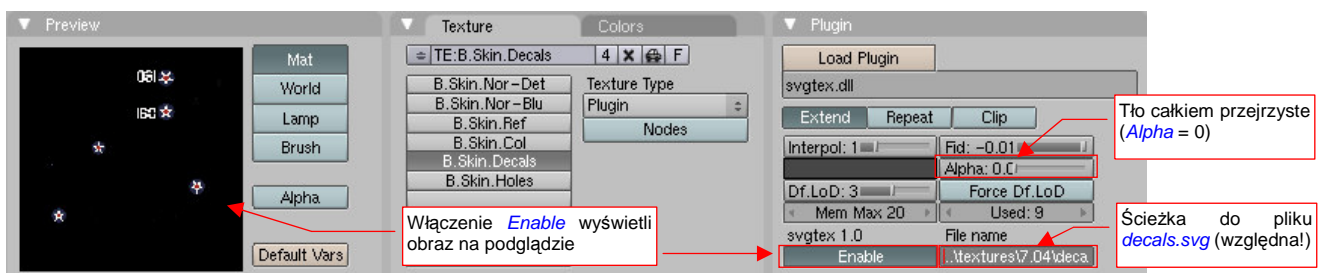 Preview
Mat
World
Lamp
Brush
Alpha
Default Vars
160
160
Texture
Colors
TE:B.Skin.Decals
4
F
B.Skin.Nor-Det
B.Skin.Nor-Blu
B.Skin.Ref
B.Skin.Col
B.Skin.Decals
B.Skin.Holes
Texture Type
Plugin
Nodes
Włączenie Enable wyświetli
obraz na podglądzie
Plugin
Load Plugin
svgtex.dll
Extend Repeat Clip
Interpol: 1 Fid: -0.01
Alpha: 0.0
Df.LoD: 3 Force Df.LoD
Mem Max 20 Used: 9
svgtex 1.0 File name
Enable ..\textures\7.04\deca
Tło całkiem przejrzyste
(Alpha = 0)
Ścieżka do pliku
decals.svg (względna!)